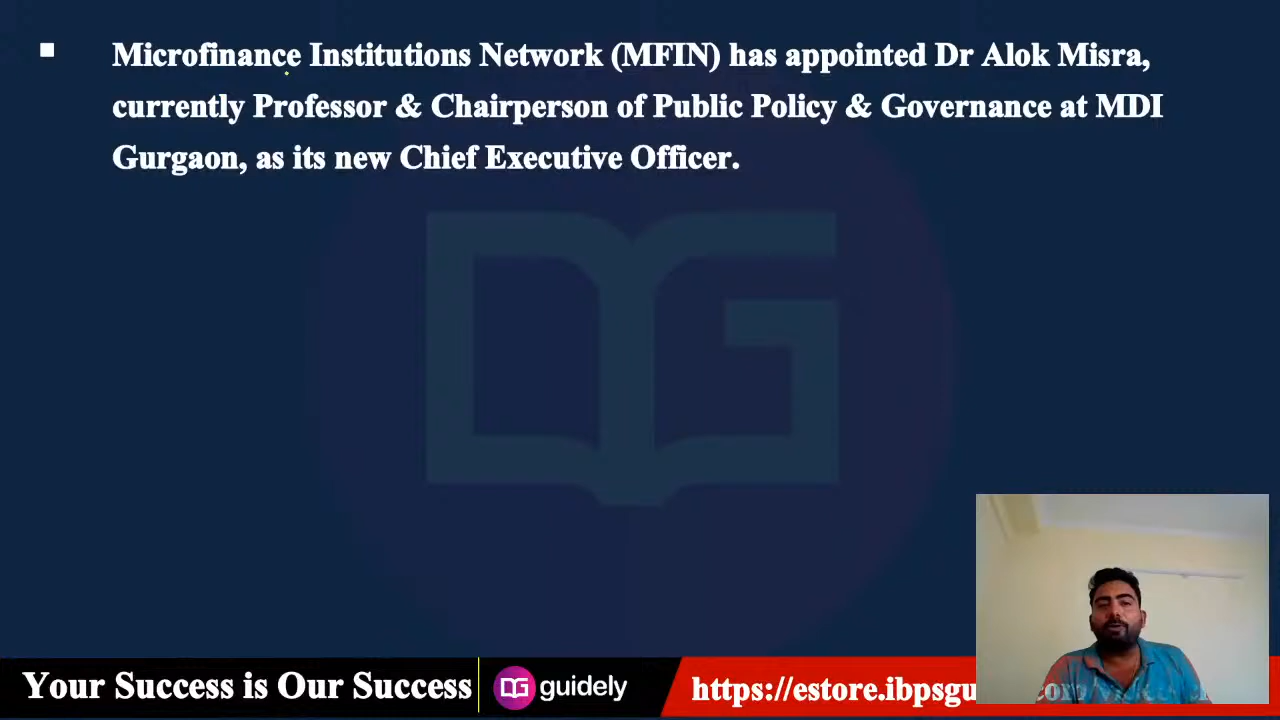 ▪ Microfinance Institutions Network (MFIN) has appointed Dr Alok Misra,
currently Professor & Chairperson of Public Policy & Governance at MDI
Gurgaon, as its new Chief Executive Officer.
DG
Your Success is Our Success
guidely
https://estore.ibpsgu